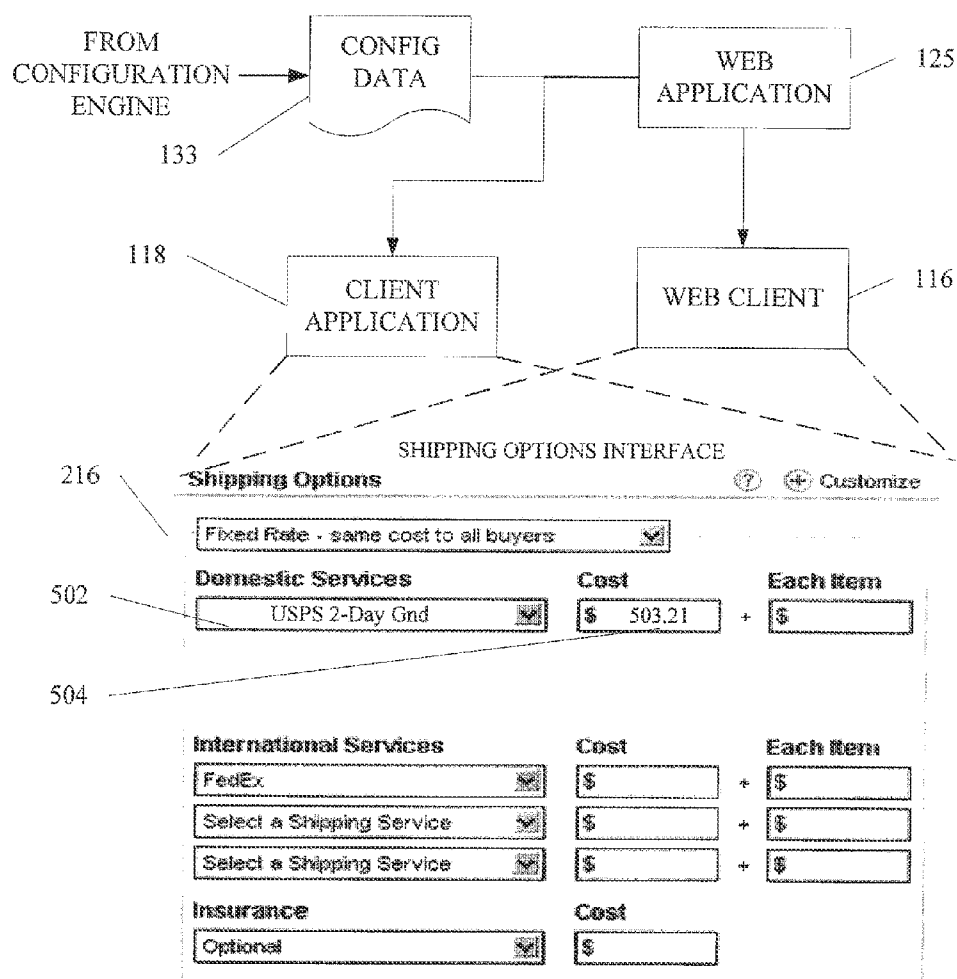 FROM
CONFIGURATION
ENGINE
CONFIG
DATA
WEB
APPLICATION
125
133
118
CLIENT
APPLICATION
WEB CLIENT
116
SHIPPING OPTIONS INTERFACE
216
Shipping Options
? + Customize
Fixed Rate - same cost to all buyers
Domestic Services Cost Each Item
502
USPS 2-Day Gnd $ 503.21 + $
504
International Services Cost Each Item
FedEx $ + $
Select a Shipping Service $ + $
Select a Shipping Service $ + $
Insurance Cost
Optional $